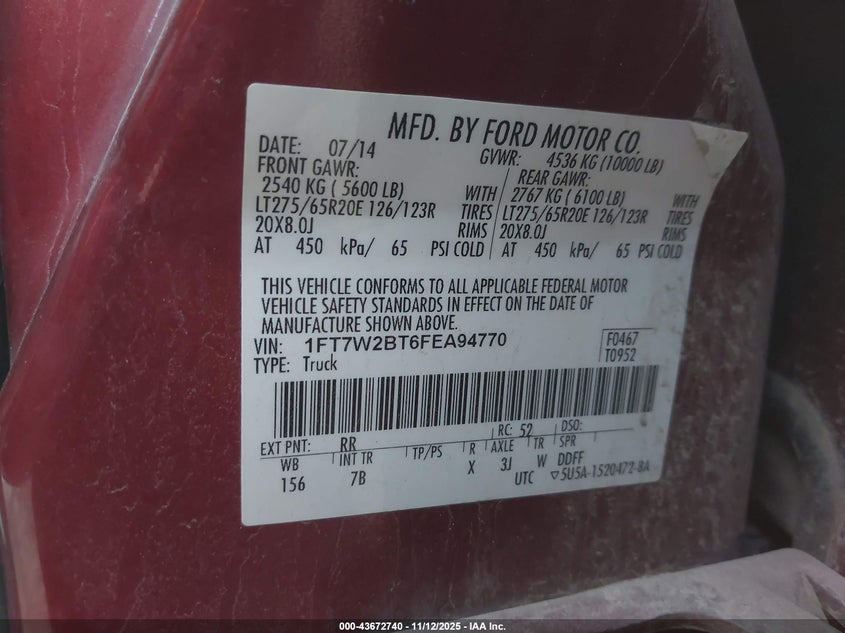 MFD. BY FORD MOTOR CO.
DATE: 07/14 GVWR: 4536 KG (10000 LB)
FRONT GAWR: REAR GAWR:
2540 KG ( 5600 LB) WITH 2767 KG ( 6100 LB) WITH
LT275/65R20E 126/123R TIRES LT275/65R20E 126/123R TIRES
20X8.0J RIMS 20X8.0J RIMS
AT 450 kPa/ 65 PSI COLD AT 450 kPa/ 65 PSI COLD
THIS VEHICLE CONFORMS TO ALL APPLICABLE FEDERAL MOTOR
VEHICLE SAFETY STANDARDS IN EFFECT ON THE DATE OF
MANUFACTURE SHOWN ABOVE.
VIN: 1FT7W2BT6FEA94770 F0467
TYPE: Truck T0952
EXT PNT: RR RC: 52 DSO:
WB INT TR TP/PS R AXLE TR SPR
156 7B X 3J W DDFF
UTC ▽5U5A-1520472-BA
000-43672740 - 11/12/2025 - IAA Inc.